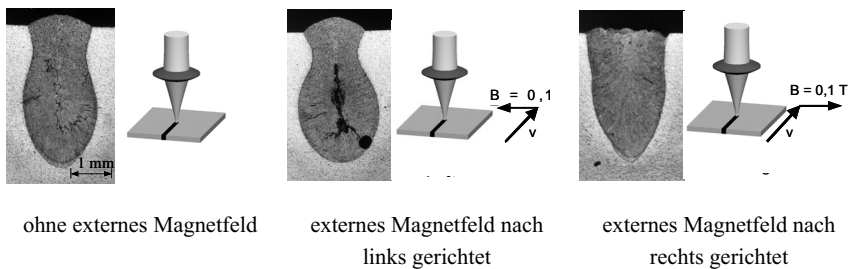 1 mm
B = 0,1
v
B = 0,1 T
v
ohne externes Magnetfeld
externes Magnetfeld nach
links gerichtet
externes Magnetfeld nach
rechts gerichtet